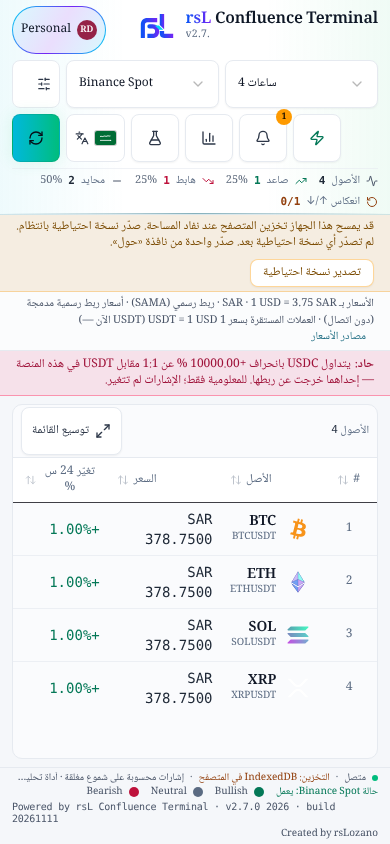 rsL Confluence Terminal
v2.7.
Personal RD
4 ساعات
Binance Spot
1
الأصول 4 صاعد 1 25% هابط 1 25% — محايد 2 50%
انعكاس ↑/↓ 0/1
قد يمسح هذا الجهاز تخزين المتصفح عند نفاد المساحة. صدّر نسخة احتياطية بانتظام.
لم تصدّر أي نسخة احتياطية بعد. صدّر واحدة من نافذة «حول».
تصدير نسخة احتياطية
الأسعار بـ SAR · 1 USD = 3.75 SAR · ربط رسمي (SAMA) · أسعار ربط رسمية مدمجة
(دون اتصال) · العملات المستقرة بسعر 1 USDT = 1 USD (USDT الآن —)
مصادر الأسعار
حاد: يتداول USDC بانحراف +10000.00 % عن 1:1 مقابل USDT في هذه المنصة
— إحداهما خرجت عن ربطها. للمعلومية فقط؛ الإشارات لم تتغير.
الأصول 4
توسيع القائمة
# الأصل السعر تغيّر 24 س %
1 BTC BTCUSDT SAR 378.7500 +1.00%
2 ETH ETHUSDT SAR 378.7500 +1.00%
3 SOL SOLUSDT SAR 378.7500 +1.00%
4 XRP XRPUSDT SAR 378.7500 +1.00%
متصل · التخزين: IndexedDB في المتصفح · إشارات محسوبة على شموع مغلقة · أداة تحليـ...
حالة Binance Spot: يعمل Bullish Neutral Bearish
Powered by rsL Confluence Terminal · v2.7.0 2026 · build
20261111
Created by rsLozano